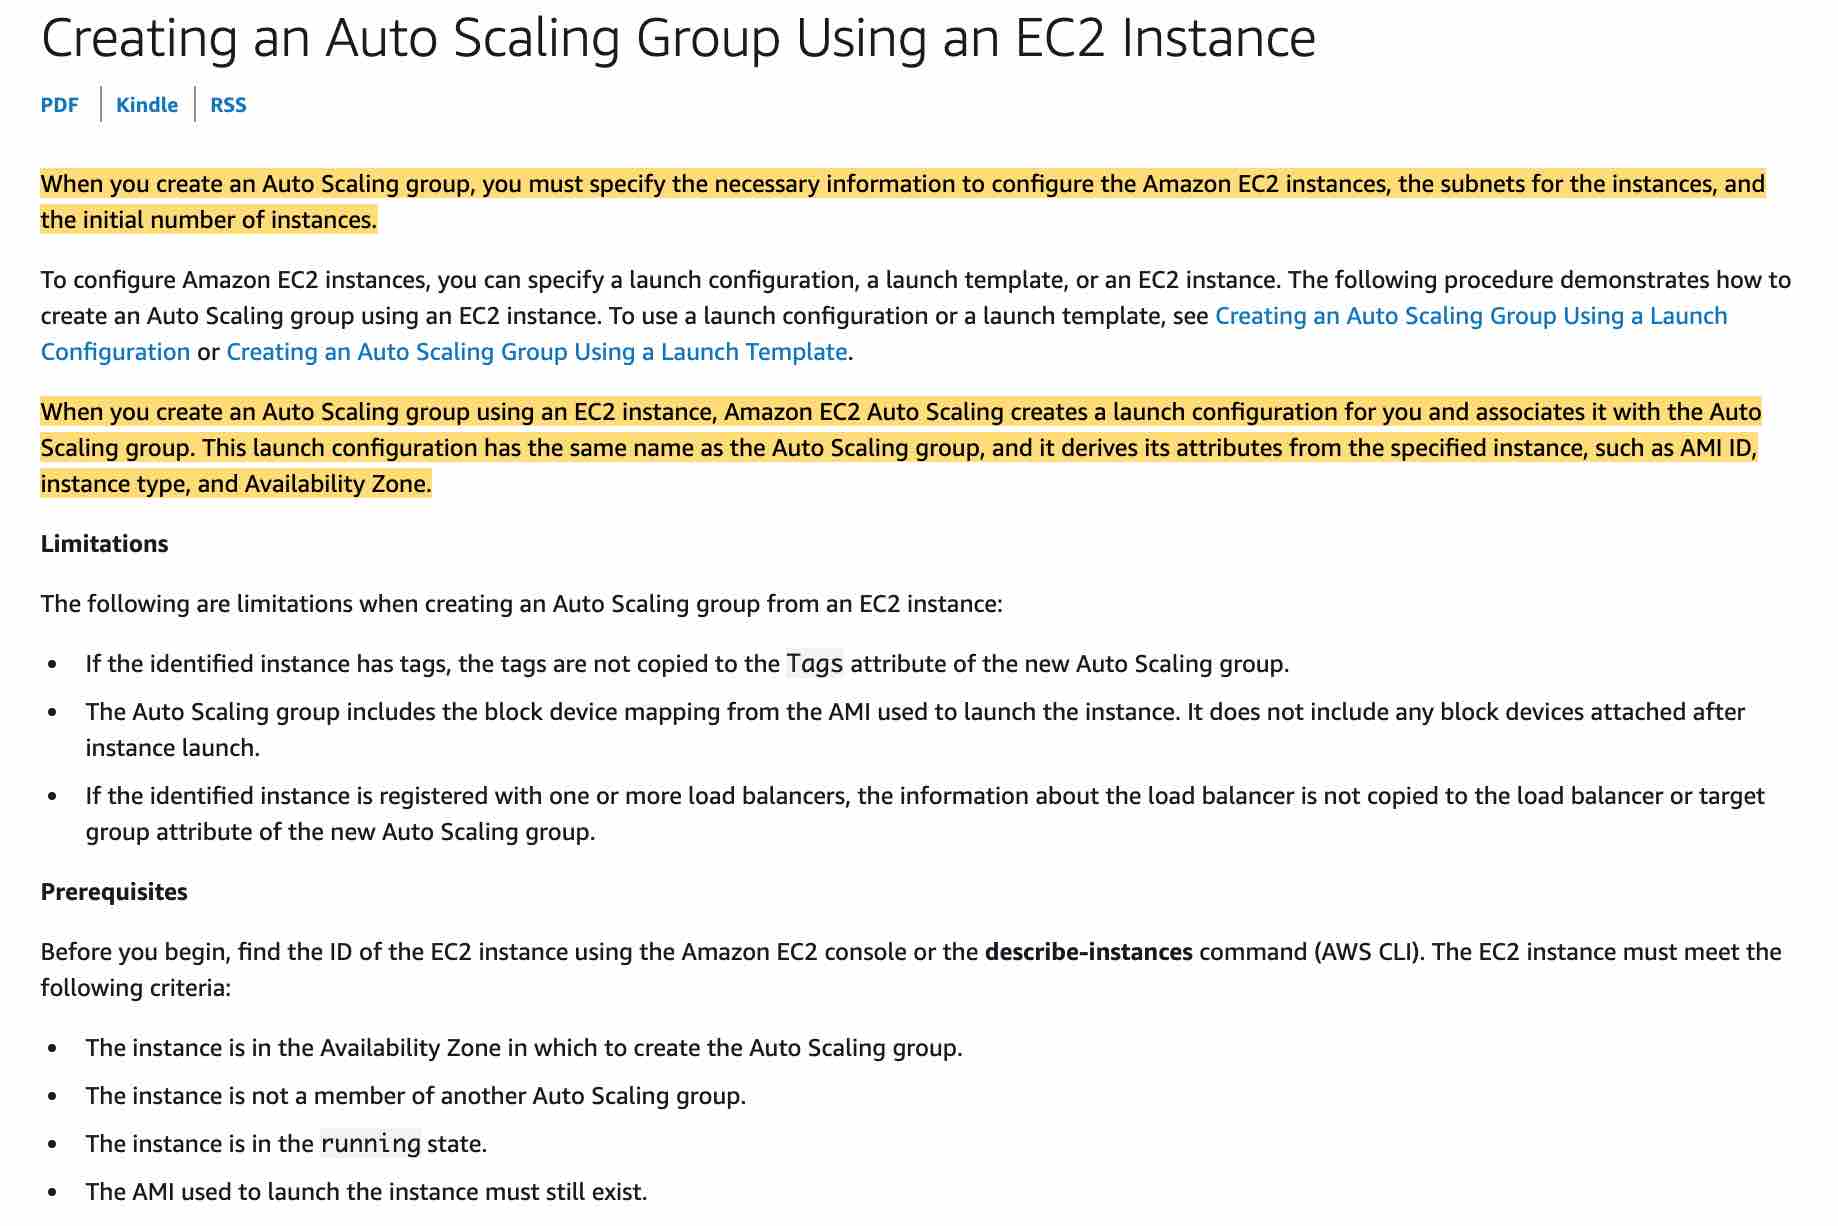 Creating an Auto Scaling Group Using an EC2 Instance
PDF | Kindle | RSS
When you create an Auto Scaling group, you must specify the necessary information to configure the Amazon EC2 instances, the subnets for the instances, and
the initial number of instances.
To configure Amazon EC2 instances, you can specify a launch configuration, a launch template, or an EC2 instance. The following procedure demonstrates how to
create an Auto Scaling group using an EC2 instance. To use a launch configuration or a launch template, see Creating an Auto Scaling Group Using a Launch
Configuration or Creating an Auto Scaling Group Using a Launch Template.
When you create an Auto Scaling group using an EC2 instance, Amazon EC2 Auto Scaling creates a launch configuration for you and associates it with the Auto
Scaling group. This launch configuration has the same name as the Auto Scaling group, and it derives its attributes from the specified instance, such as AMI ID,
instance type, and Availability Zone.
Limitations
The following are limitations when creating an Auto Scaling group from an EC2 instance:
• If the identified instance has tags, the tags are not copied to the Tags attribute of the new Auto Scaling group.
• The Auto Scaling group includes the block device mapping from the AMI used to launch the instance. It does not include any block devices attached after
instance launch.
• If the identified instance is registered with one or more load balancers, the information about the load balancer is not copied to the load balancer or target
group attribute of the new Auto Scaling group.
Prerequisites
Before you begin, find the ID of the EC2 instance using the Amazon EC2 console or the describe-instances command (AWS CLI). The EC2 instance must meet the
following criteria:
• The instance is in the Availability Zone in which to create the Auto Scaling group.
• The instance is not a member of another Auto Scaling group.
• The instance is in the running state.
• The AMI used to launch the instance must still exist.